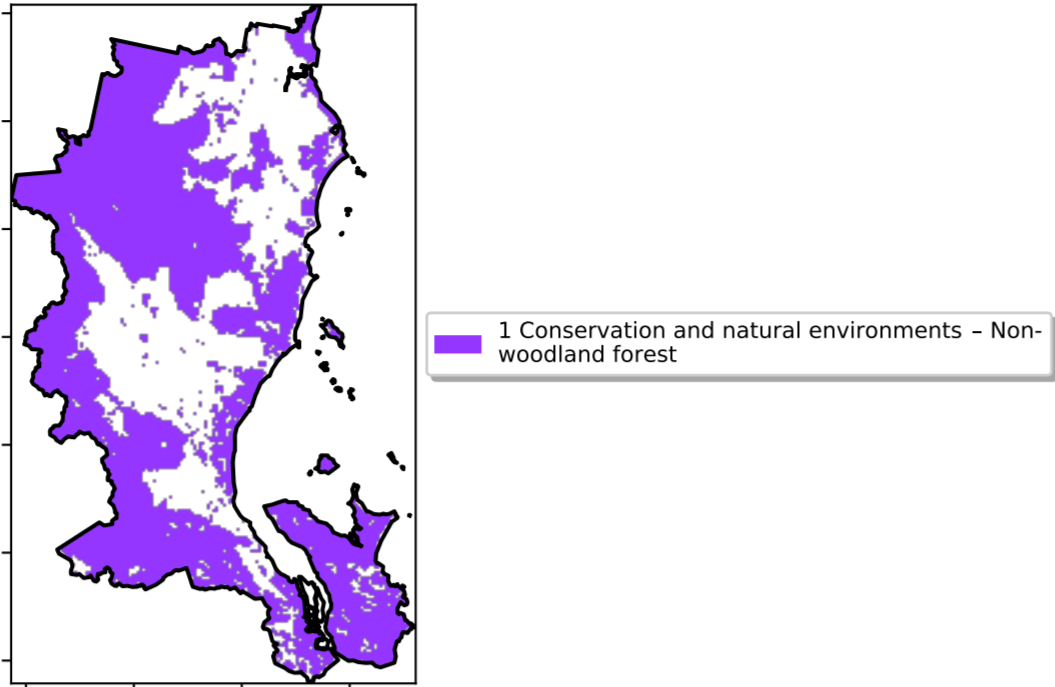 1 Conservation and natural environments – Non-
woodland forest